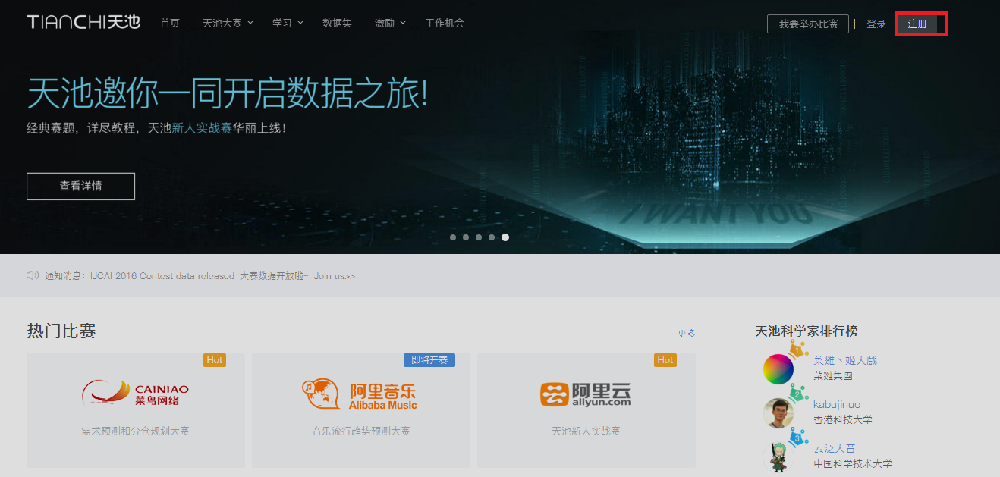 TIANCHI天池 首页 天池大赛 学习 数据集 激励 工作机会 我要举办比赛 | 登录 注册
天池邀你一同开启数据之旅!
经典赛题，详尽教程，天池新人实战赛华丽上线!
查看详情
I WANT YOU
通知消息: IJCAI 2016 Contest data released 大赛数据开放啦~ Join us>>
热门比赛
更多
Hot
CAINIAO
菜鸟网络
需求预测和分仓规划大赛
即将开赛
阿里音乐
Alibaba Music
音乐流行趋势预测大赛
Hot
阿里云
aliyun.com
天池新人实战赛
天池科学家排行榜
1
菜雞丶姬天戲
菜雞集團
2
kabujinuo
香港科技大学
3
云泛天音
中国科学技术大学